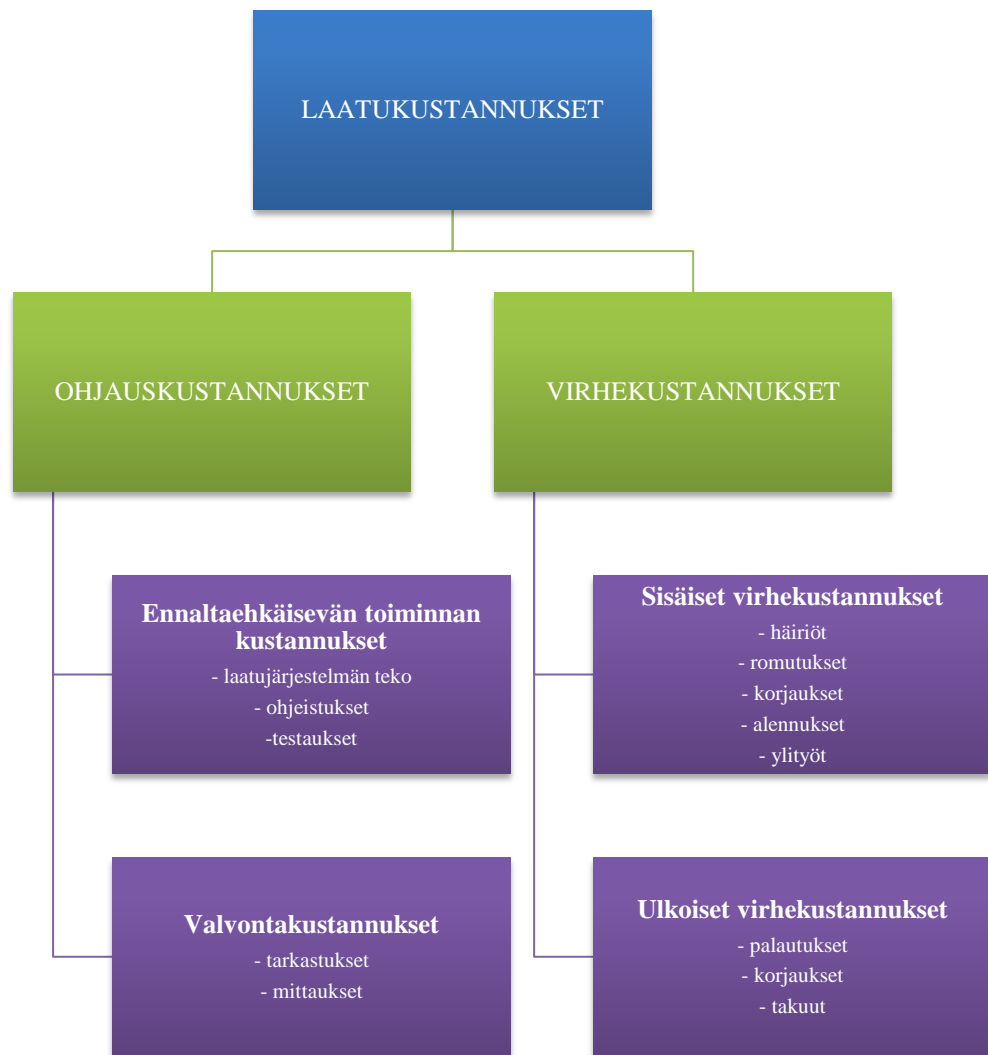 LAATUKUSTANNUKSET
OHJAUSKUSTANNUKSET
VIRHEKUSTANNUKSET
Ennaltaehkäisevän toiminnan
kustannukset
- laatujärjestelmän teko
- ohjeistukset
-testaukset
Sisäiset virhekustannukset
- häiriöt
- romutukset
- korjaukset
- alennukset
- ylityöt
Valvontakustannukset
- tarkastukset
- mittaukset
Ulkoiset virhekustannukset
- palautukset
- korjaukset
- takuut